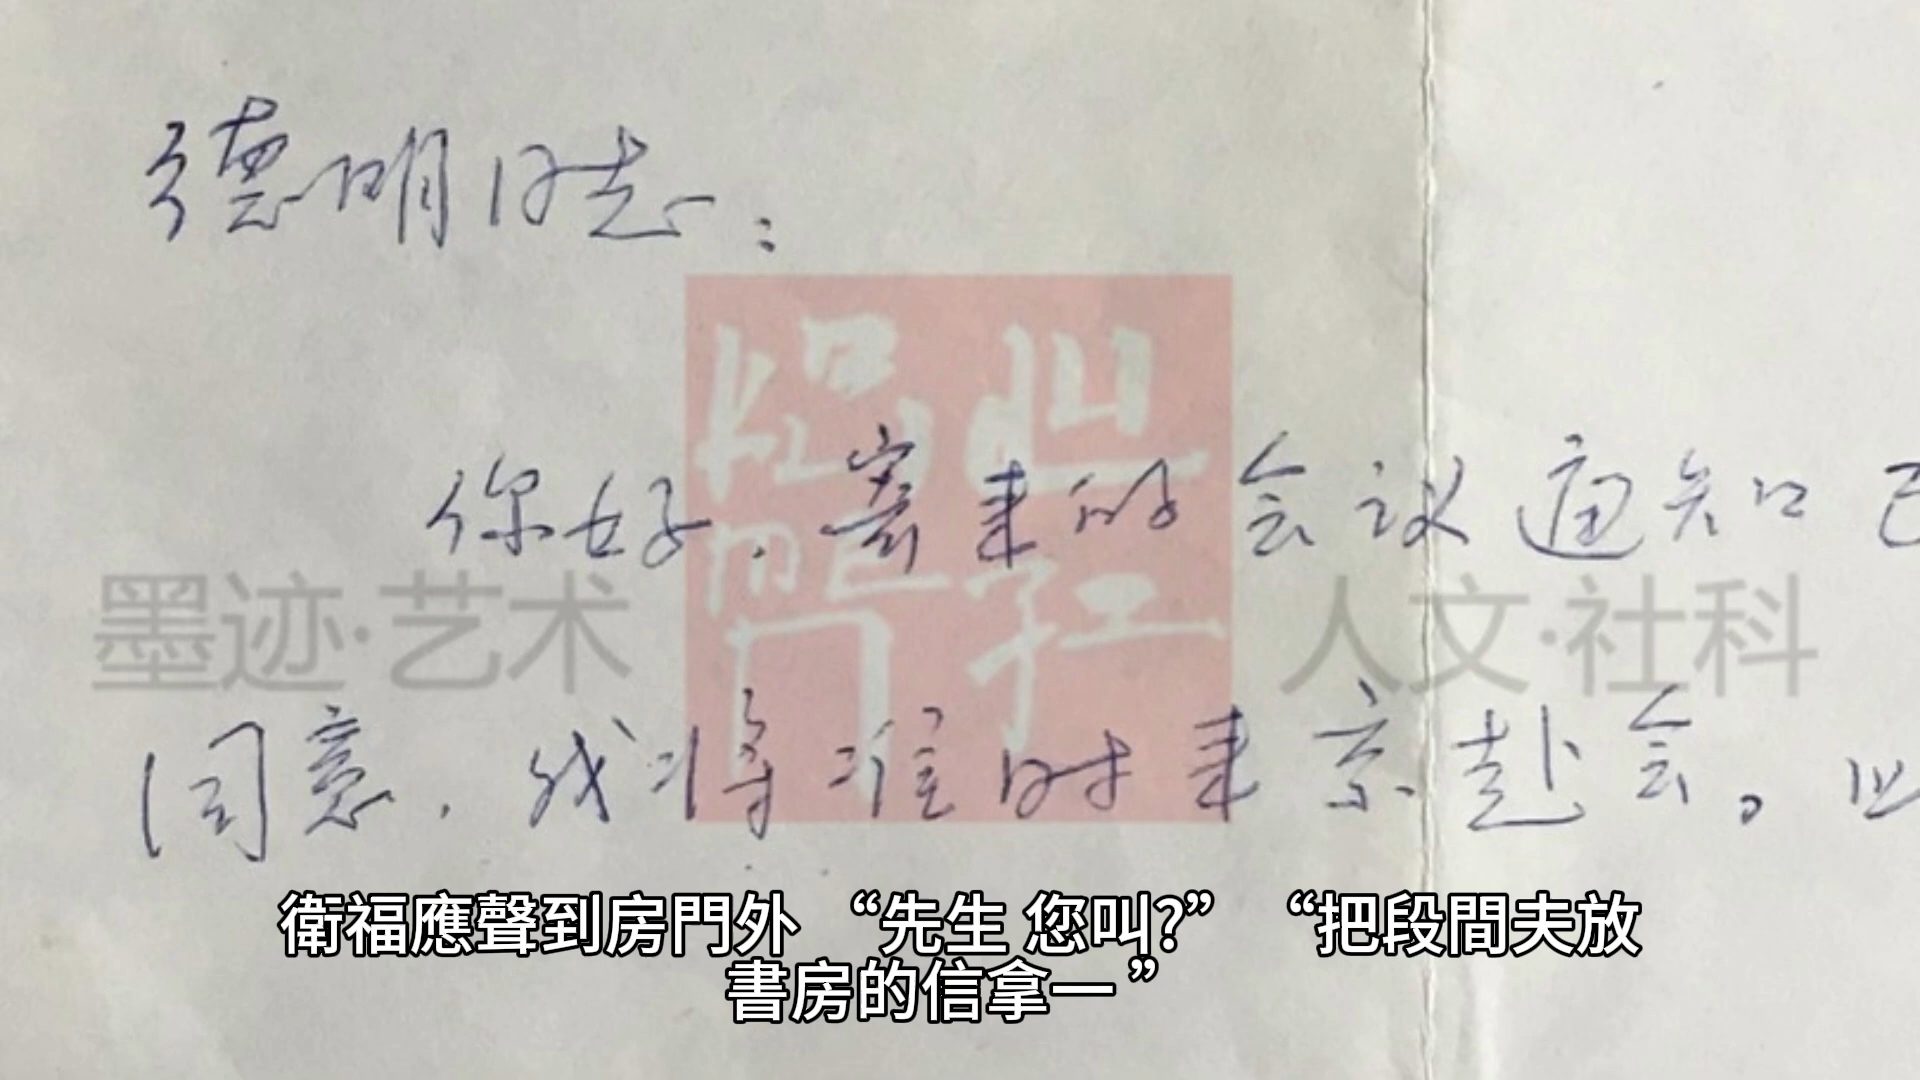 德明同志：
你好，寄来的会议通知已
墨迹·艺术 人文·社科
同意，我将准时来京赴会。此
衛福應聲到房門外 “先生 您叫?” “把段間夫放
書房的信拿一 ”